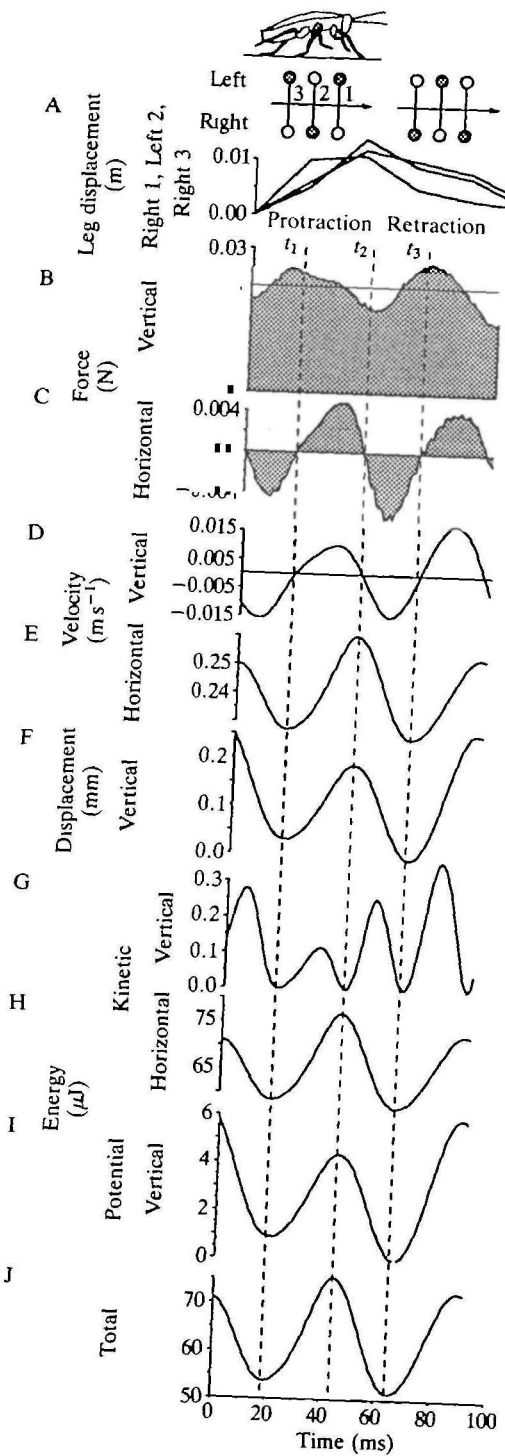 Left
3 2 1
Right
A
Leg displacement
(m)
Right 1, Left 2,
Right 3
0.01
0.00
Protraction Retraction
t1 t2 t3
B
0.03
Vertical
Force
(N)
C
0.004
Horizontal
D
0.015
0.005
−0.005
−0.015
Velocity
(m s−1)
Vertical
E
0.25
0.24
Horizontal
F
0.2
0.1
0.0
Displacement
(mm)
Vertical
G
0.3
0.2
0.1
0.0
Kinetic
Vertical
H
75
65
Horizontal
Energy
(μJ)
I
6
4
2
0
Potential
Vertical
J
70
60
50
Total
0 20 40 60 80 100
Time (ms)